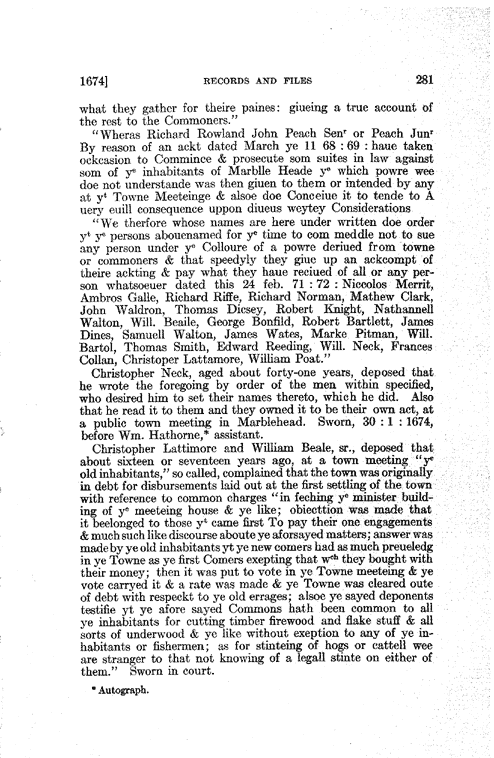 1674] RECORDS AND FILES 281
what they gather for theire paines: giueing a true account of
the rest to the Commoners."
"Wheras Richard Rowland John Peach Senʳ or Peach Junʳ
By reason of an ackt dated March ye 11 68 : 69 : haue taken
ockcasion to Commince & prosecute som suites in law against
som of yᵉ inhabitants of Marblle Heade yᵉ which powre wee
doe not understande was then giuen to them or intended by any
at yᵗ Towne Meeteinge & alsoe doe Conceiue it to tende to A
uery euill consequence uppon diueus weytey Considerations
"We therfore whose names are here under written doe order
yᵗ yᵉ persons abouenamed for yᵉ time to com meddle not to sue
any person under yᵉ Colloure of a powre deriued from towne
or commoners & that speedyly they giue up an ackcompt of
theire ackting & pay what they haue reciued of all or any per-
son whatsoeuer dated this 24 feb. 71 : 72 : Niccolos Merrit,
Ambros Galle, Richard Riffe, Richard Norman, Mathew Clark,
John Waldron, Thomas Dicsey, Robert Knight, Nathannell
Walton, Will. Beaile, George Bonfild, Robert Bartlett, James
Dines, Samuell Walton, James Wates, Marke Pitman, Will.
Bartol, Thomas Smith, Edward Reeding, Will. Neck, Frances
Collan, Christoper Lattamore, William Poat."
Christopher Neck, aged about forty-one years, deposed that
he wrote the foregoing by order of the men within specified,
who desired him to set their names thereto, which he did. Also
that he read it to them and they owned it to be their own act, at
a public town meeting in Marblehead. Sworn, 30 : 1 : 1674,
before Wm. Hathorne,* assistant.
Christopher Lattimore and William Beale, sr., deposed that
about sixteen or seventeen years ago, at a town meeting "yᵉ
old inhabitants," so called, complained that the town was originally
in debt for disbursements laid out at the first settling of the town
with reference to common charges "in feching yᵉ minister build-
ing of yᵉ meeteing house & ye like; obiecttion was made that
it beelonged to those yᵗ came first To pay their one engagements
& much such like discourse aboute ye aforsayed matters; answer was
made by ye old inhabitants yt ye new comers had as much preueledg
in ye Towne as ye first Comers exepting that wᶜʰ they bought with
their money; then it was put to vote in ye Towne meeteing & ye
vote carryed it & a rate was made & ye Towne was cleared oute
of debt with respeckt to ye old errages; alsoe ye sayed deponents
testifie yt ye afore sayed Commons hath been common to all
ye inhabitants for cutting timber firewood and flake stuff & all
sorts of underwood & ye like without exeption to any of ye in-
habitants or fishermen; as for stinteing of hogs or cattell wee
are stranger to that not knowing of a legall stinte on either of
them." Sworn in court.
* Autograph.